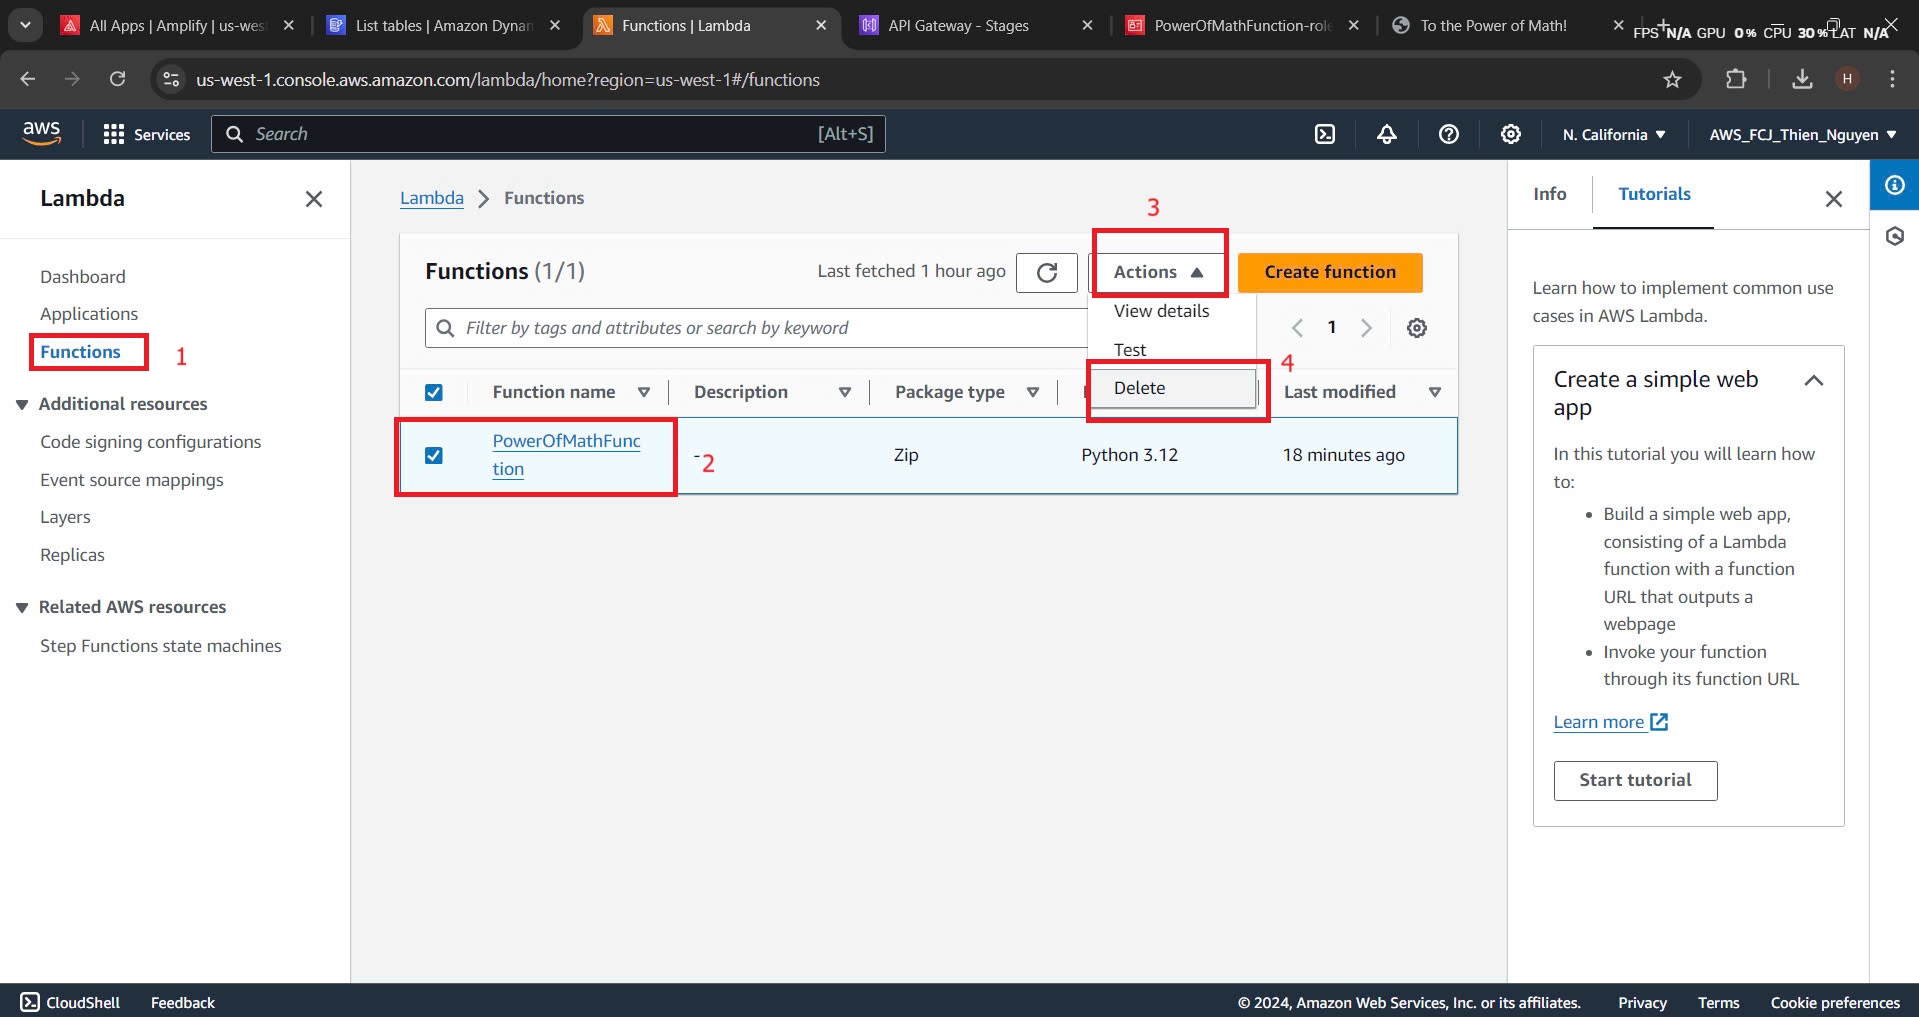 All Apps | Amplify | us-wes
List tables | Amazon Dynan
Functions | Lambda
API Gateway - Stages
PowerOfMathFunction-role
To the Power of Math!
FPS N/A GPU 0% CPU 30% LAT N/A
us-west-1.console.aws.amazon.com/lambda/home?region=us-west-1#/functions
H
aws
Services
Search
[Alt+S]
N. California
AWS_FCJ_Thien_Nguyen
Lambda
Dashboard
Applications
Functions
1
Additional resources
Code signing configurations
Event source mappings
Layers
Replicas
Related AWS resources
Step Functions state machines
Lambda
Functions
3
Functions (1/1)
Last fetched 1 hour ago
Actions
Create function
View details
Test
Delete
4
Filter by tags and attributes or search by keyword
1
Function name
Description
Package type
Last modified
PowerOfMathFunc
tion
-
2
Zip
Python 3.12
18 minutes ago
Info
Tutorials
Learn how to implement common use
cases in AWS Lambda.
Create a simple web
app
In this tutorial you will learn how
to:
• Build a simple web app,
consisting of a Lambda
function with a function
URL that outputs a
webpage
• Invoke your function
through its function URL
Learn more
Start tutorial
CloudShell
Feedback
© 2024, Amazon Web Services, Inc. or its affiliates.
Privacy
Terms
Cookie preferences